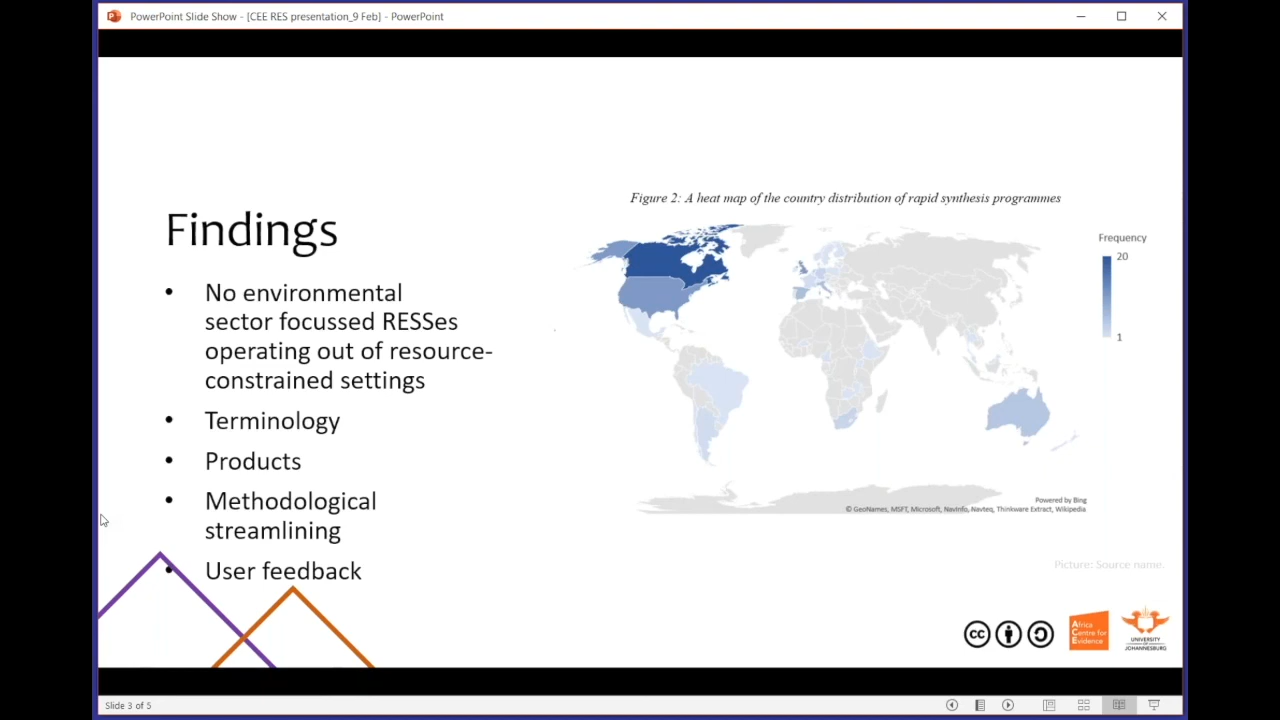 PowerPoint Slide Show - [CEE RES presentation_9 Feb] - PowerPoint
Findings
• No environmental
sector focussed RESSes
operating out of resource-
constrained settings
• Terminology
• Products
• Methodological
streamlining
• User feedback
Figure 2: A heat map of the country distribution of rapid synthesis programmes
Frequency
20
1
Powered by Bing
© GeoNames, MSFT, Microsoft, NavInfo, Navteq, Thinkware Extract, Wikipedia
Picture: Source name.
cc
Africa
Centre for
Evidence
UNIVERSITY
OF
JOHANNESBURG
Slide 3 of 5